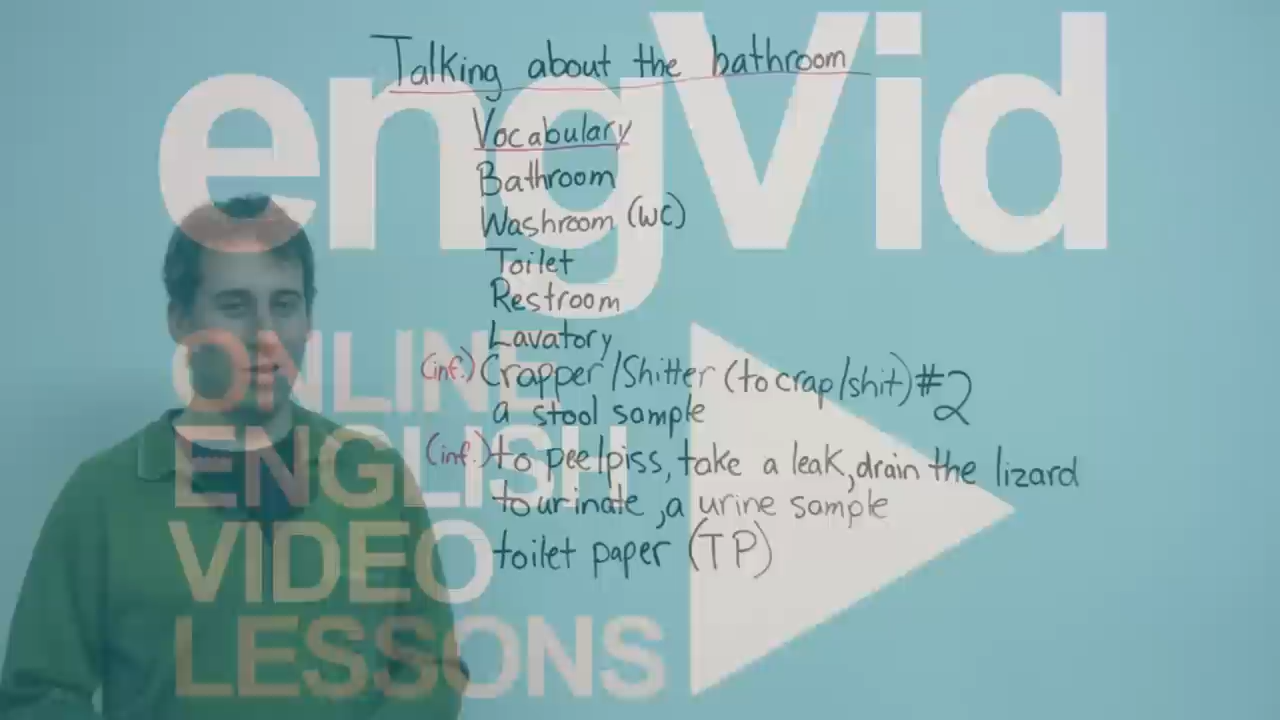 engVid
ONLINE
ENGLISH
VIDEO
LESSONS
Talking about the bathroom
Vocabulary
Bathroom
Washroom (WC)
Toilet
Restroom
Lavatory
(inf.) Crapper/Shitter (to crap/shit) #2
a stool sample
(inf.) to pee/piss, take a leak, drain the lizard
to urinate, a urine sample
toilet paper (TP)